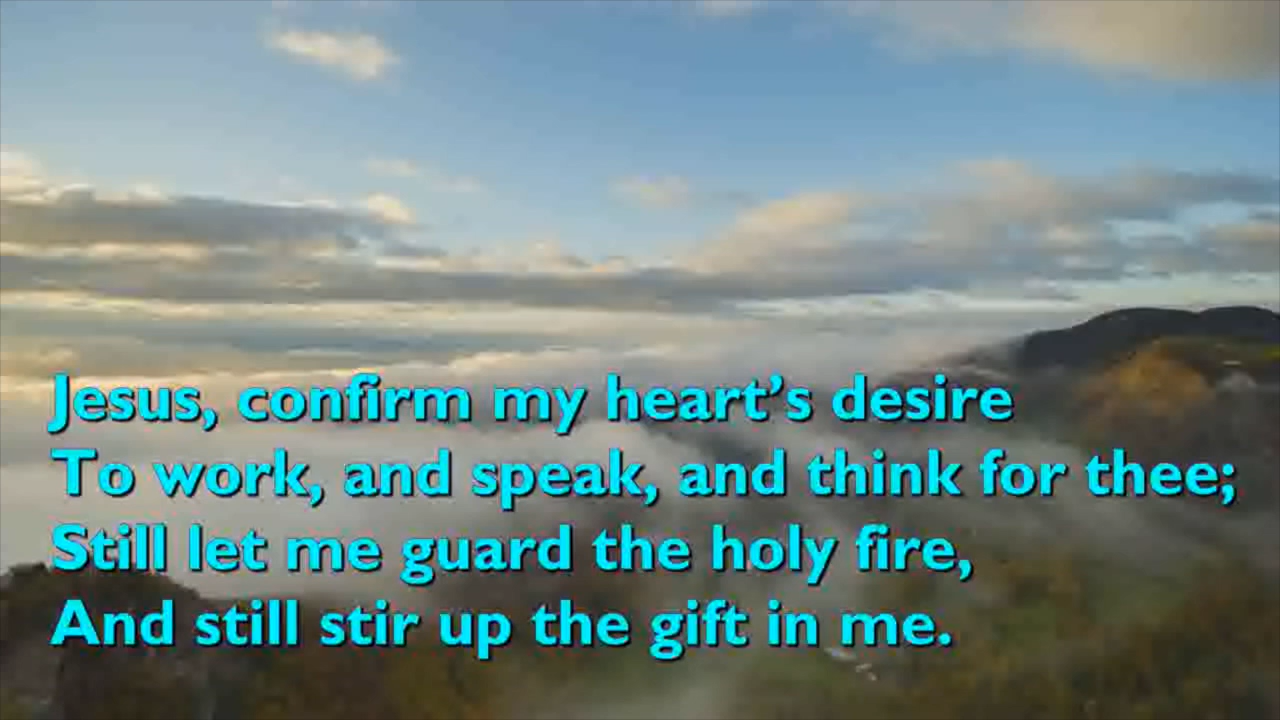 Jesus, confirm my heart’s desire
To work, and speak, and think for thee;
Still let me guard the holy fire,
And still stir up the gift in me.